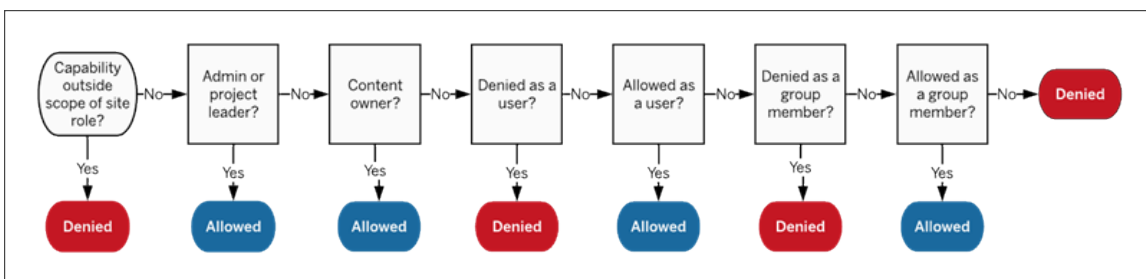 Capability
outside
scope of site
role?
No
Admin or
project
leader?
No
Content
owner?
No
Denied as
a user?
No
Allowed as
a user?
No
Denied as a
group
member?
No
Allowed as
a group
member?
No
Denied
Yes
Yes
Yes
Yes
Yes
Yes
Yes
Denied
Allowed
Allowed
Denied
Allowed
Denied
Allowed